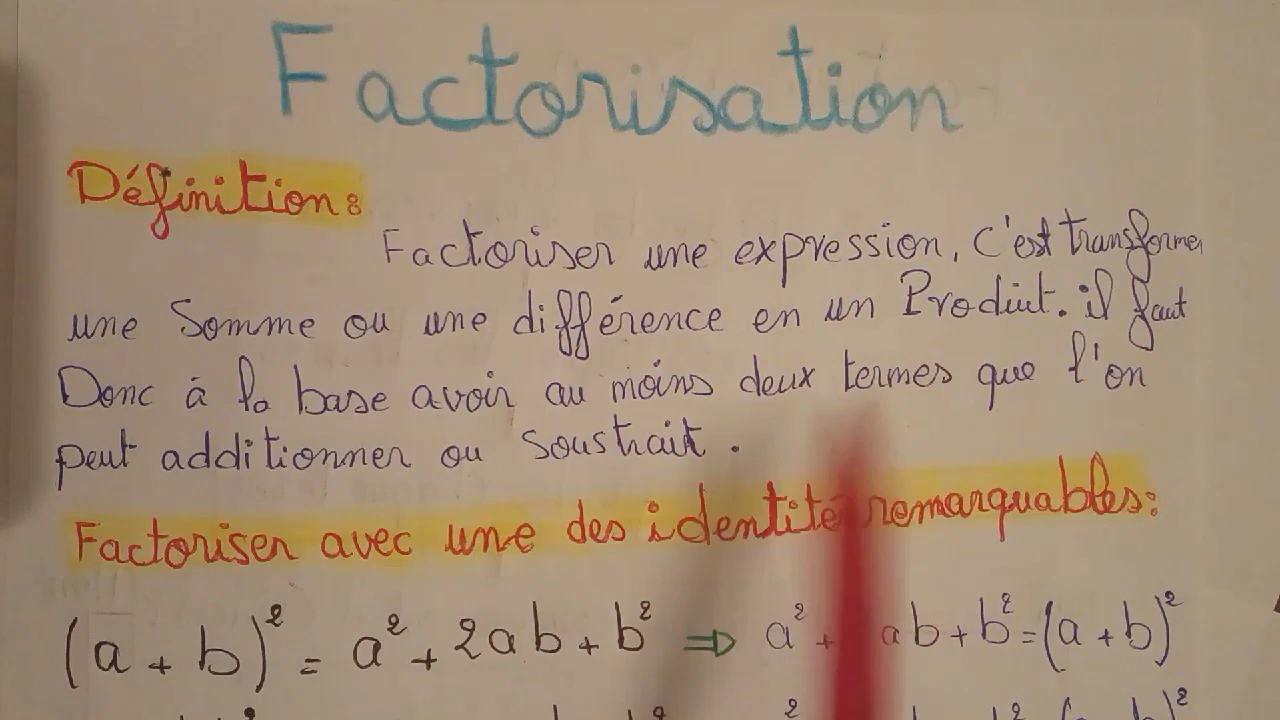 Factorisation
Définition:
Factoriser une expression, c'est transformer
une Somme ou une différence en un Produit. il faut
Donc à la base avoir au moins deux termes que l'on
peut additionner ou soustrait.
Factoriser avec une des identité remarquables:
(a + b)² = a² + 2ab + b² ⇒ a² + ab + b² = (a + b)²